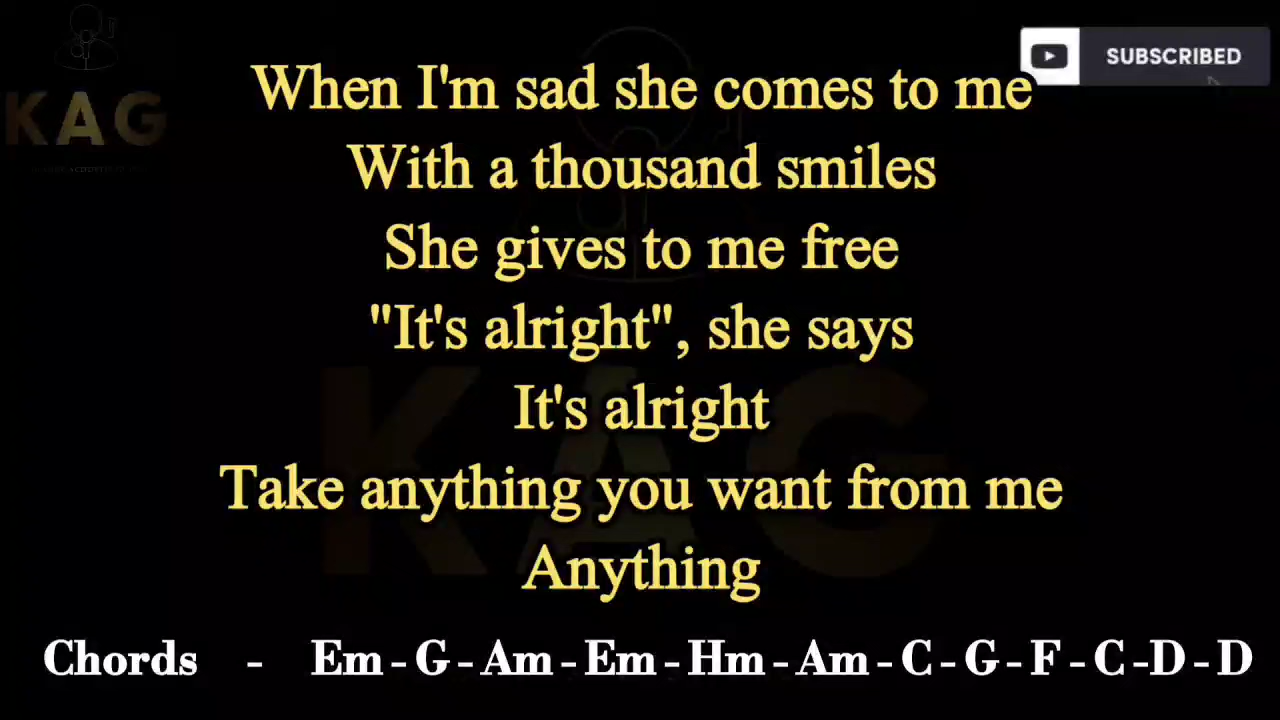 KAG
SUBSCRIBED
When I'm sad she comes to me
With a thousand smiles
She gives to me free
"It's alright", she says
It's alright
Take anything you want from me
Anything
KAG
Chords - Em - G - Am - Em - Hm - Am - C - G - F - C - D - D